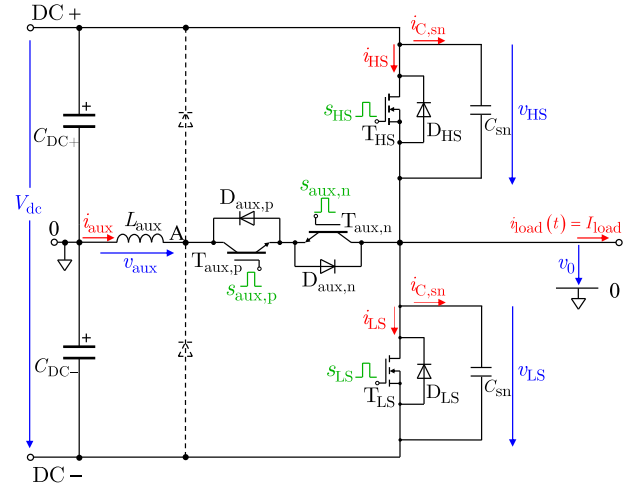 DC +
i_C,sn
i_HS
s_HS
T_HS
D_HS
C_sn
v_HS
+
C_DC+
V_dc
0
i_aux
L_aux
A
v_aux
D_aux,p
T_aux,p
s_aux,p
s_aux,n
T_aux,n
D_aux,n
i_load(t) = I_load
v_0
0
+
C_DC−
i_C,sn
i_LS
s_LS
T_LS
D_LS
C_sn
v_LS
DC −